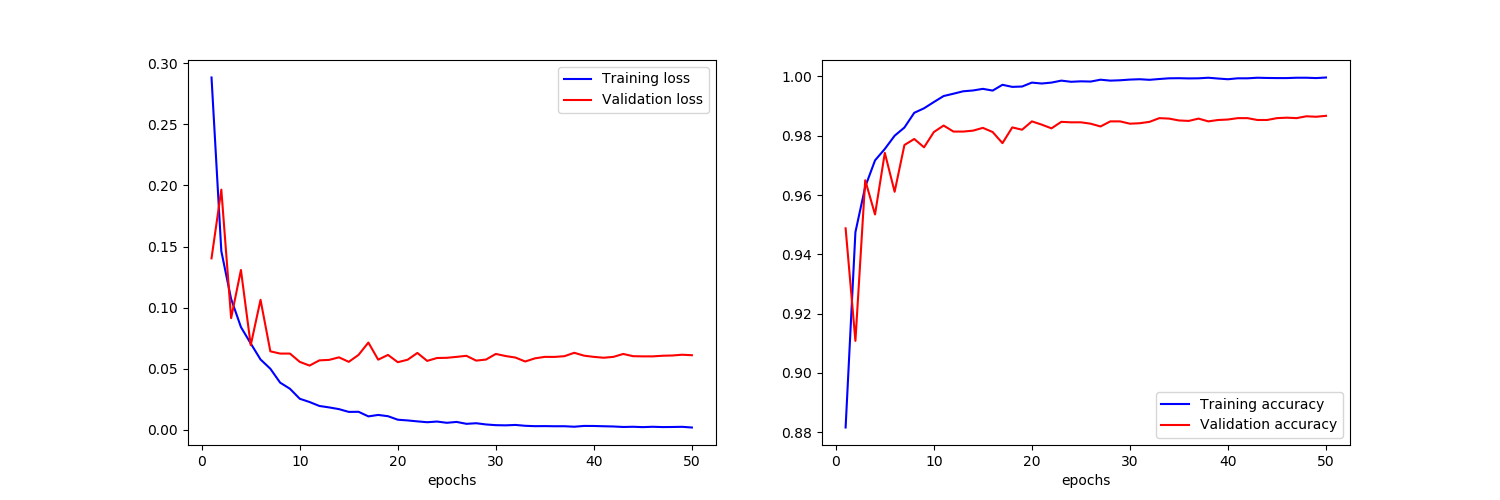 0.30
0.25
0.20
0.15
0.10
0.05
0.00
0 10 20 30 40 50
epochs
Training loss
Validation loss
1.00
0.98
0.96
0.94
0.92
0.90
0.88
0 10 20 30 40 50
epochs
Training accuracy
Validation accuracy